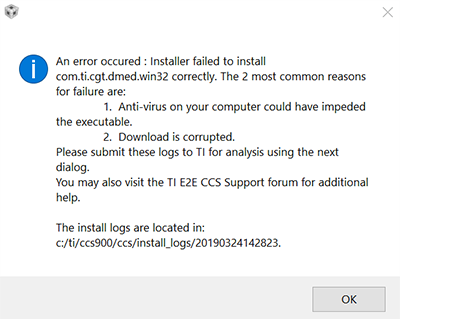 An error occured : Installer failed to install
com.ti.cgt.dmed.win32 correctly. The 2 most common reasons
for failure are:
1. Anti-virus on your computer could have impeded
the executable.
2. Download is corrupted.
Please submit these logs to TI for analysis using the next
dialog.
You may also visit the TI E2E CCS Support forum for additional
help.
The install logs are located in:
c:/ti/ccs900/ccs/install_logs/20190324142823.
OK